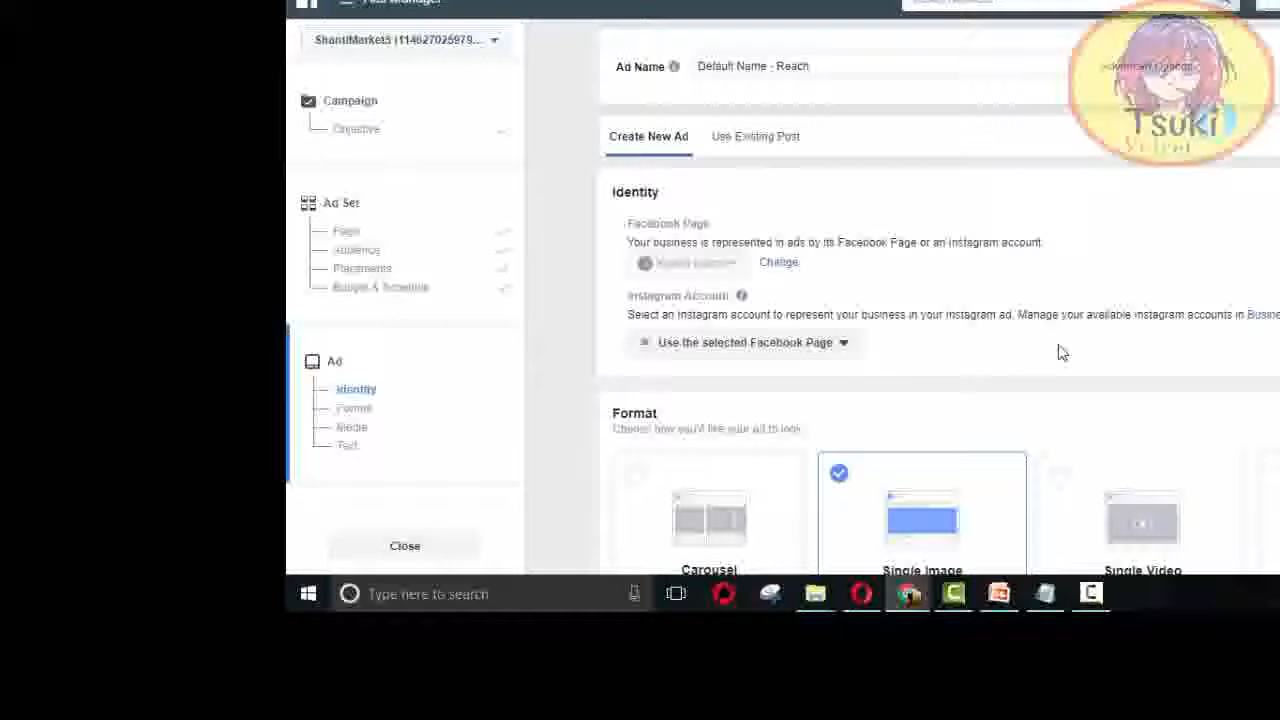 Ads Manager
ShantiMarket5 (114627025979...
Ad Name
Default Name - Reach
Campaign
Objective
Create New Ad
Use Existing Post
Tsuki
Identity
Ad Set
Page
Facebook Page
Audience
Your business is represented in ads by its Facebook Page or an Instagram account.
Placements
Change
Budget & Schedule
Instagram Account
Select an Instagram account to represent your business in your Instagram ad. Manage your available Instagram accounts in Busine
Use the selected Facebook Page
Ad
Identity
Format
Media
Text
Format
Choose how you'd like your ad to look.
Close
Carousel
Single Image
Single Video
Type here to search